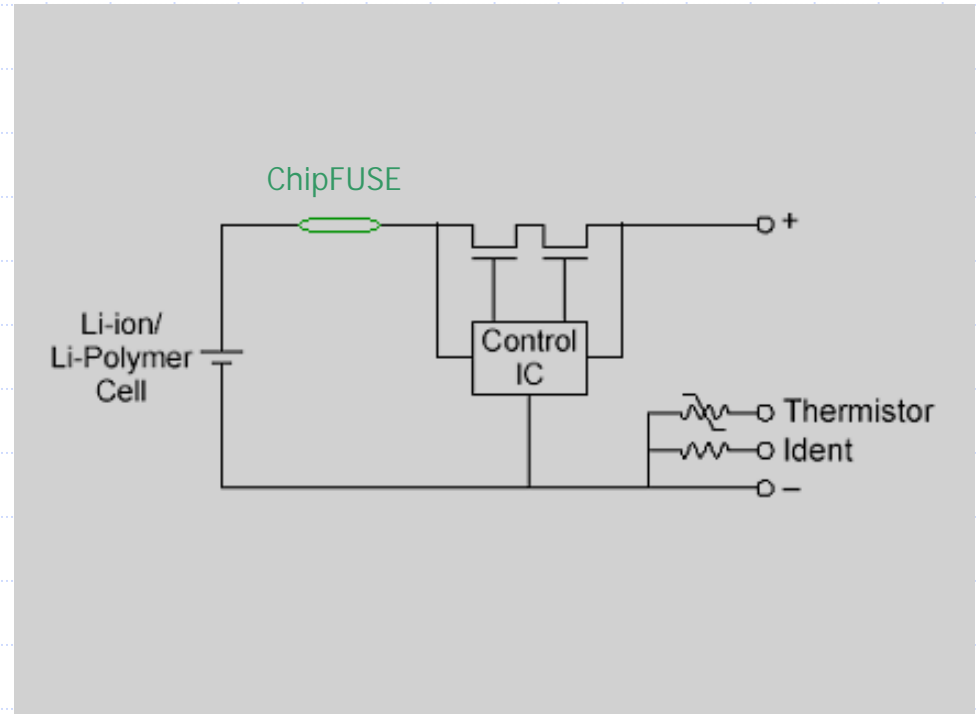 ChipFUSE
+
Li-ion/
Li-Polymer
Cell
Control
IC
Thermistor
Ident
–